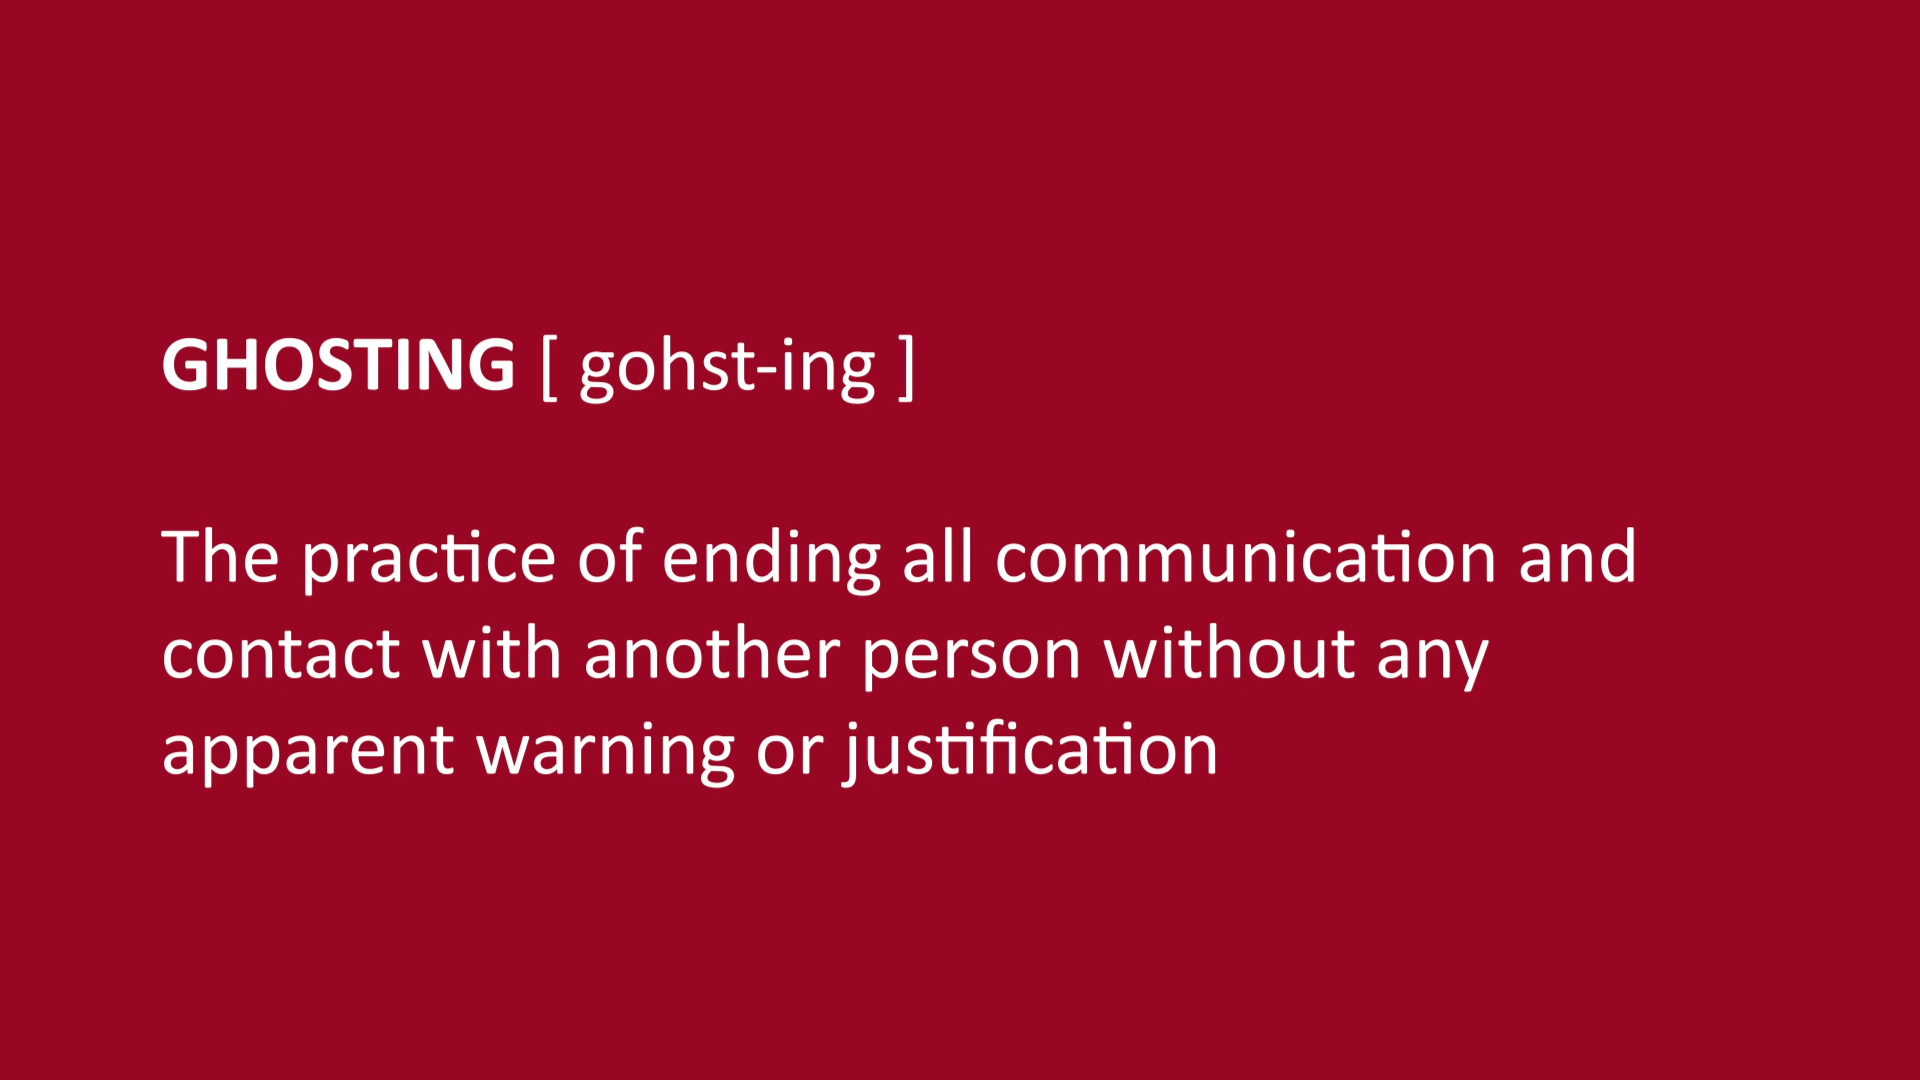 GHOSTING [ gohst-ing ]
The practice of ending all communication and
contact with another person without any
apparent warning or justification